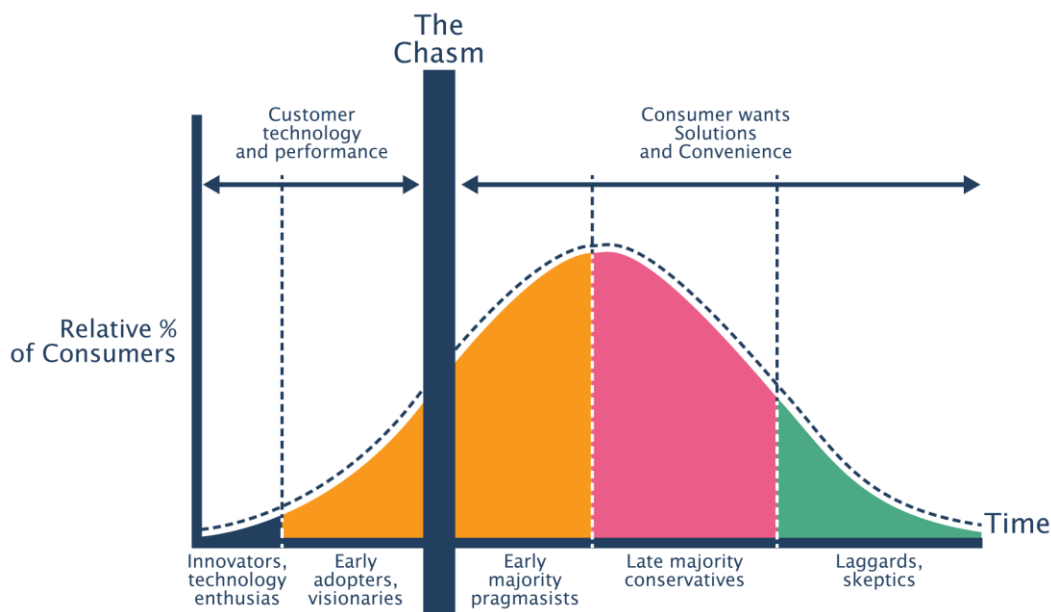 The
Chasm
Customer
technology
and performance
Consumer wants
Solutions
and Convenience
Relative %
of Consumers
Time
Innovators,
technology
enthusias
Early
adopters,
visionaries
Early
majority
pragmasists
Late majority
conservatives
Laggards,
skeptics